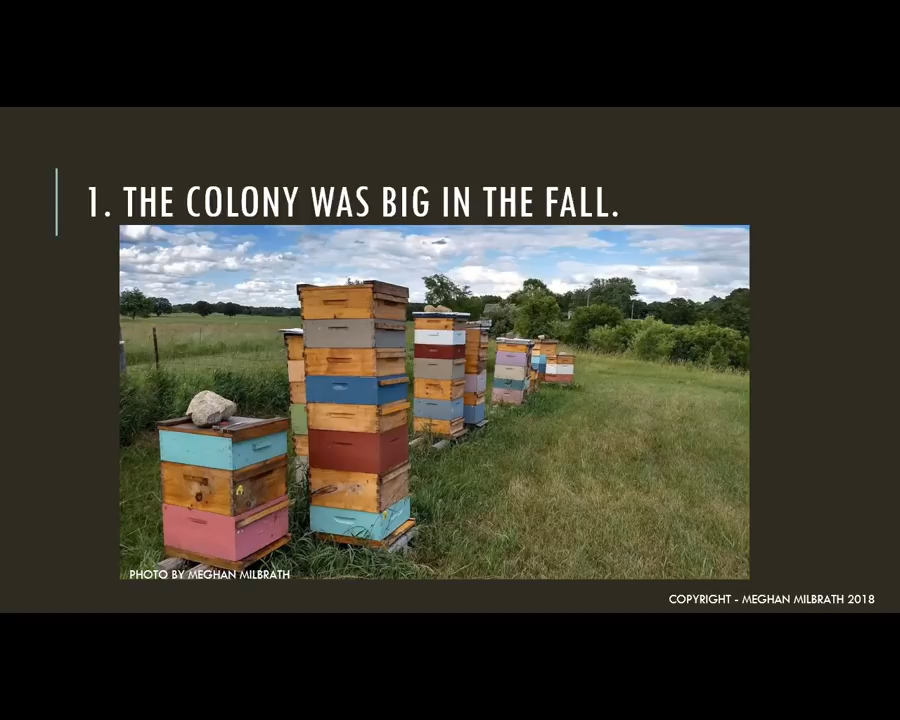 1. THE COLONY WAS BIG IN THE FALL.
PHOTO BY MEGHAN MILBRATH
COPYRIGHT - MEGHAN MILBRATH 2018